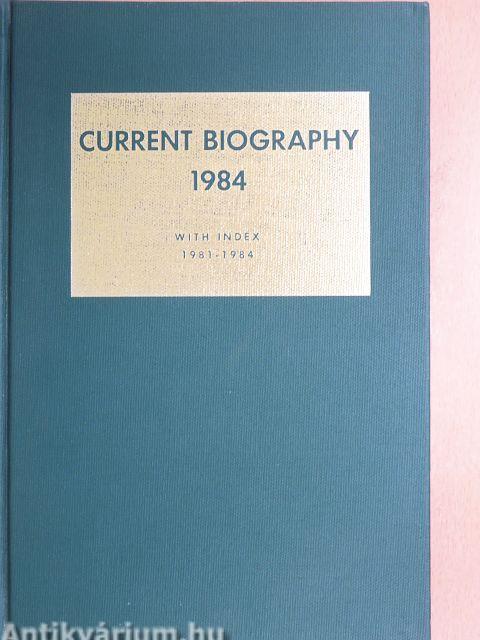 CURRENT BIOGRAPHY
1984
WITH INDEX
1981-1984
Antikvárium.hu